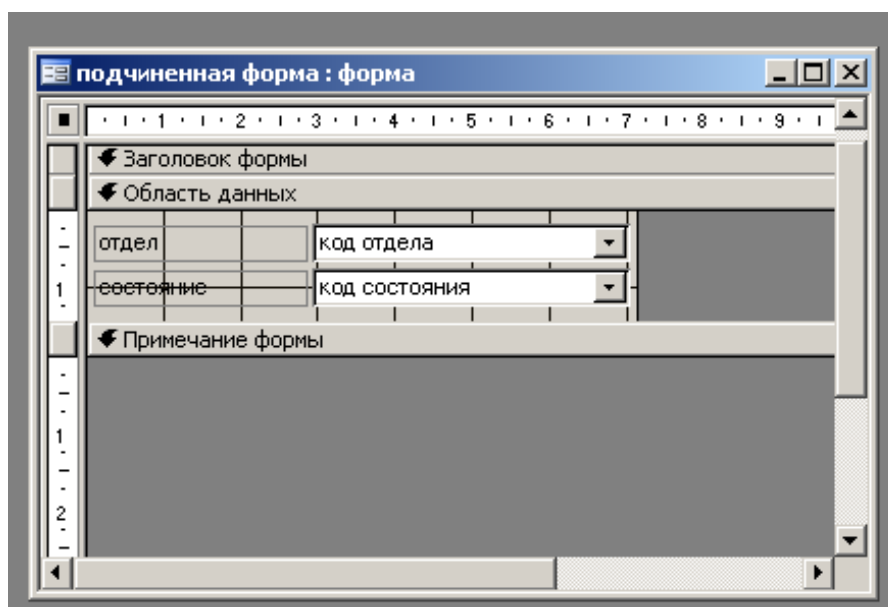 подчиненная форма : форма
1 2 3 4 5 6 7 8 9
Заголовок формы
Область данных
отдел код отдела
1 состояние код состояния
Примечание формы
1
2